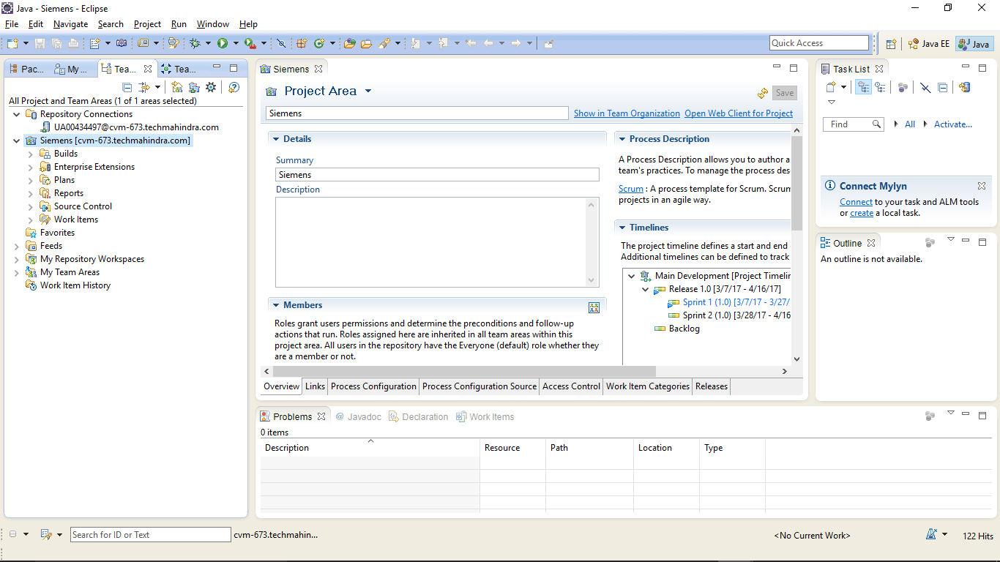 Java - Siemens - Eclipse
File Edit Navigate Search Project Run Window Help
Quick Access
Java EE
Java
Pac...
My ...
Tea...
Tea...
All Project and Team Areas (1 of 1 areas selected)
Repository Connections
UA00434497@cvm-673.techmahindra.com
Siemens [cvm-673.techmahindra.com]
Builds
Enterprise Extensions
Plans
Reports
Source Control
Work Items
Favorites
Feeds
My Repository Workspaces
My Team Areas
Work Item History
Siemens
Project Area
Save
Siemens
Show in Team Organization
Open Web Client for Project
Details
Summary
Siemens
Description
Members
Roles grant users permissions and determine the preconditions and follow-up
actions that run. Roles assigned here are inherited in all team areas within this
project area. All users in the repository have the Everyone (default) role whether they
are a member or not.
Process Description
A Process Description allows you to author a
team's practices. To manage the process des
Scrum : A process template for Scrum. Scrum
projects in an agile way.
Timelines
The project timeline defines a start and end
Additional timelines can be defined to track
Main Development [Project Timelin
Release 1.0 [3/7/17 - 4/16/17]
Sprint 1 (1.0) [3/7/17 - 3/27/
Sprint 2 (1.0) [3/28/17 - 4/16
Backlog
Overview Links Process Configuration Process Configuration Source Access Control Work Item Categories Releases
Task List
Find
All
Activate...
Connect Mylyn
Connect to your task and ALM tools
or create a local task.
Outline
An outline is not available.
Problems
@ Javadoc
Declaration
Work Items
0 items
Description Resource Path Location Type
Search for ID or Text
cvm-673.techmahin...
<No Current Work>
122 Hits